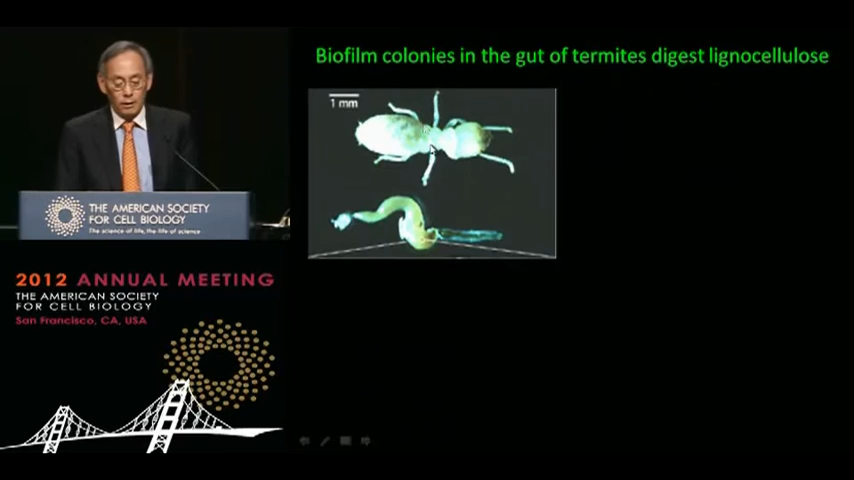 Biofilm colonies in the gut of termites digest lignocellulose
1 mm
THE AMERICAN SOCIETY
FOR CELL BIOLOGY
The science of life, the life of science
2012 ANNUAL MEETING
THE AMERICAN SOCIETY
FOR CELL BIOLOGY
San Francisco, CA, USA